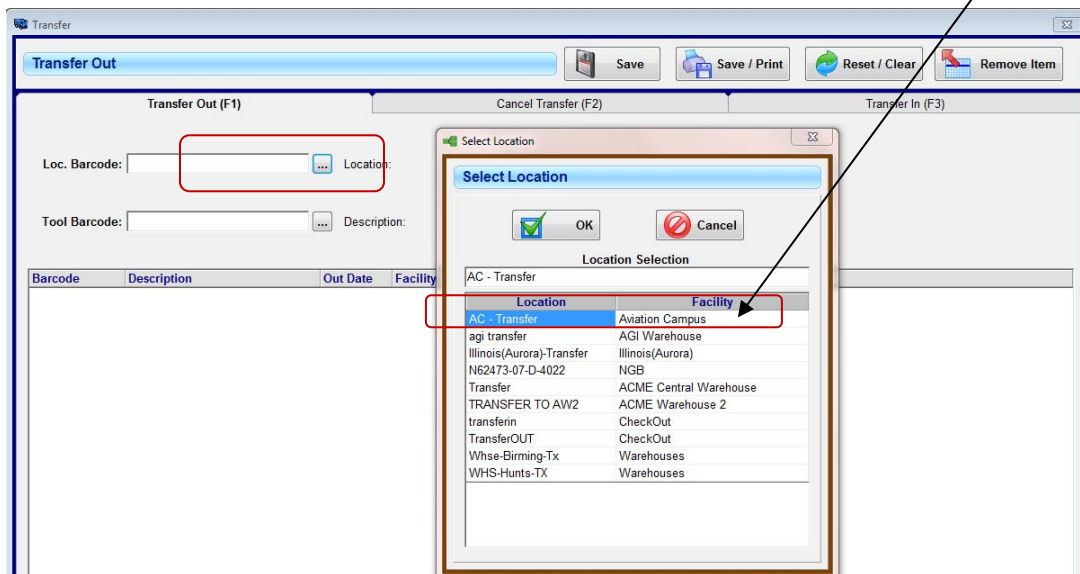 Transfer
Transfer Out
Save
Save / Print
Reset / Clear
Remove Item
Transfer Out (F1)
Cancel Transfer (F2)
Transfer In (F3)
Loc. Barcode:
...
Location:
Tool Barcode:
...
Description:
Barcode Description Out Date Facility
Select Location
Select Location
OK
Cancel
Location Selection
AC - Transfer
Location Facility
AC - Transfer Aviation Campus
agi transfer AGI Warehouse
Illinois(Aurora)-Transfer Illinois(Aurora)
N62473-07-D-4022 NGB
Transfer ACME Central Warehouse
TRANSFER TO AW2 ACME Warehouse 2
transferin CheckOut
TransferOUT CheckOut
Whse-Birming-Tx Warehouses
WHS-Hunts-TX Warehouses